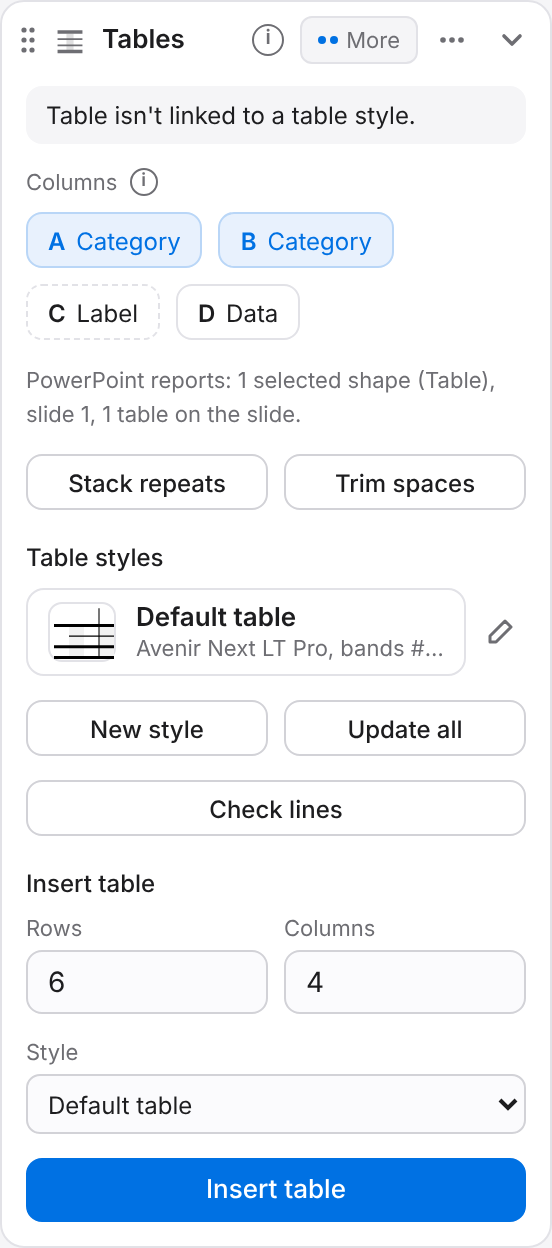 Tables
More
Table isn't linked to a table style.
Columns
A Category
B Category
C Label
D Data
PowerPoint reports: 1 selected shape (Table),
slide 1, 1 table on the slide.
Stack repeats
Trim spaces
Table styles
Default table
Avenir Next LT Pro, bands #...
New style
Update all
Check lines
Insert table
Rows
Columns
6
4
Style
Default table
Insert table